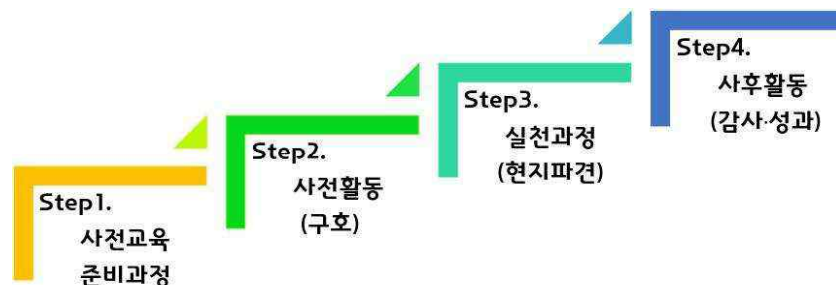 Step1.
사전교육
준비과정
Step2.
사전활동
(구호)
Step3.
실천과정
(현지파견)
Step4.
사후활동
(감사·성과)